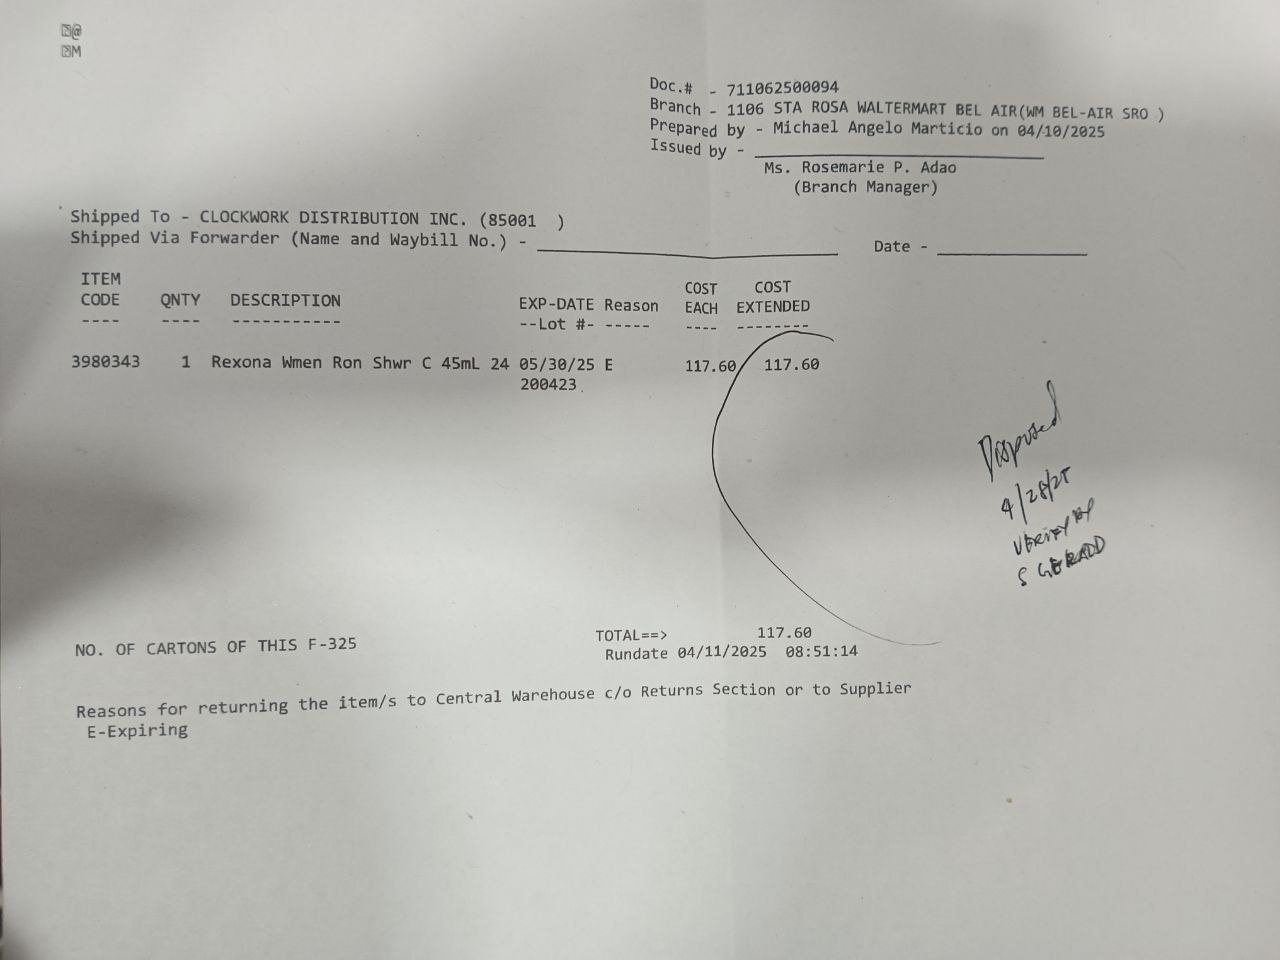 @
M
Doc.# - 711062500094
Branch - 1106 STA ROSA WALTERMART BEL AIR(WM BEL-AIR SRO )
Prepared by - Michael Angelo Marticio on 04/10/2025
Issued by -
Ms. Rosemarie P. Adao
(Branch Manager)
Shipped To - CLOCKWORK DISTRIBUTION INC. (85001 )
Shipped Via Forwarder (Name and Waybill No.) - Date -
ITEM CODE QNTY DESCRIPTION EXP-DATE Reason COST EACH COST EXTENDED
--Lot #- -----
3980343 1 Rexona Wmen Ron Shwr C 45mL 24 05/30/25 E 117.60 117.60
200423
Disposed
4/28/25
VERIFY BY
S GERADD
NO. OF CARTONS OF THIS F-325
TOTAL==> 117.60
Rundate 04/11/2025 08:51:14
Reasons for returning the item/s to Central Warehouse c/o Returns Section or to Supplier
E-Expiring